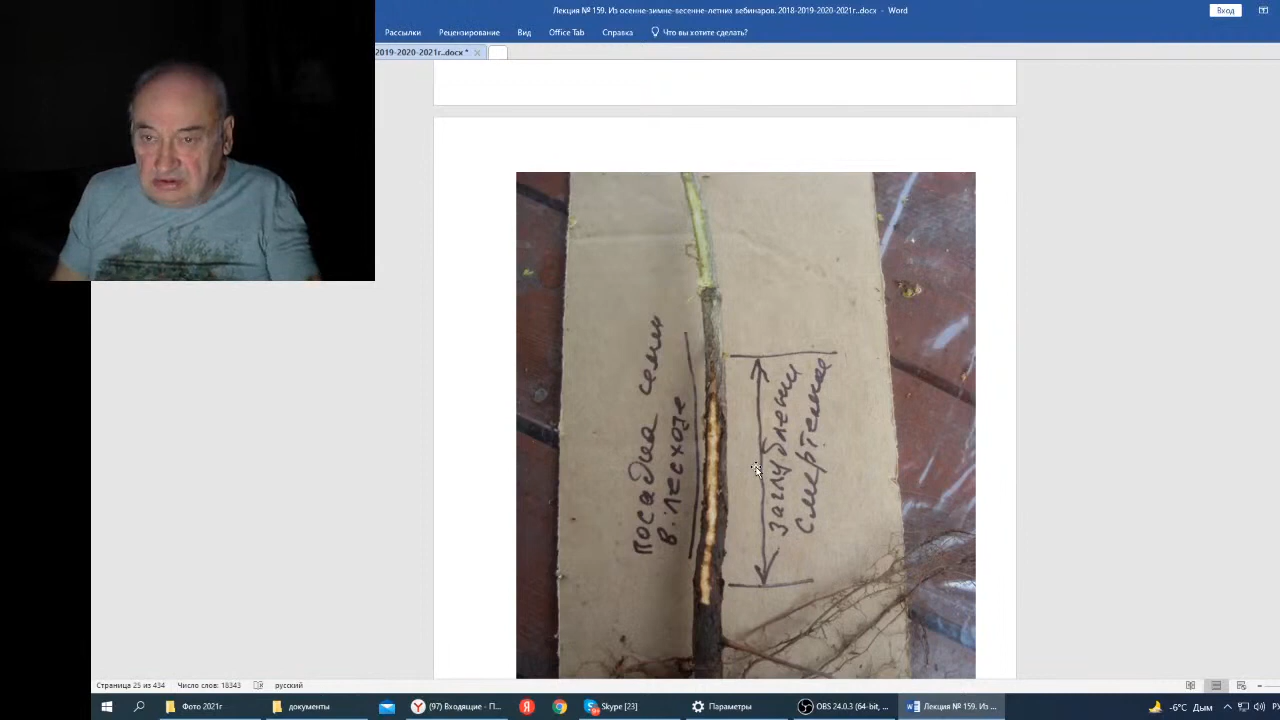 Лекция № 159. Из осенне-зимне-весенне-летних вебинаров. 2018-2019-2020-2021г..docx - Word
Вход
Рассылки Рецензирование Вид Office Tab Справка Что вы хотите сделать?
2019-2020-2021г..docx *
посадка семян
в лесхозе
заглубление
смертельное
Страница 25 из 434 Число слов: 18343 русский
Фото 2021г документы (97) Входящие - П... Skype [23] Параметры OBS 24.0.3 (64-bit, ... Лекция № 159. Из ... -6°C Дым